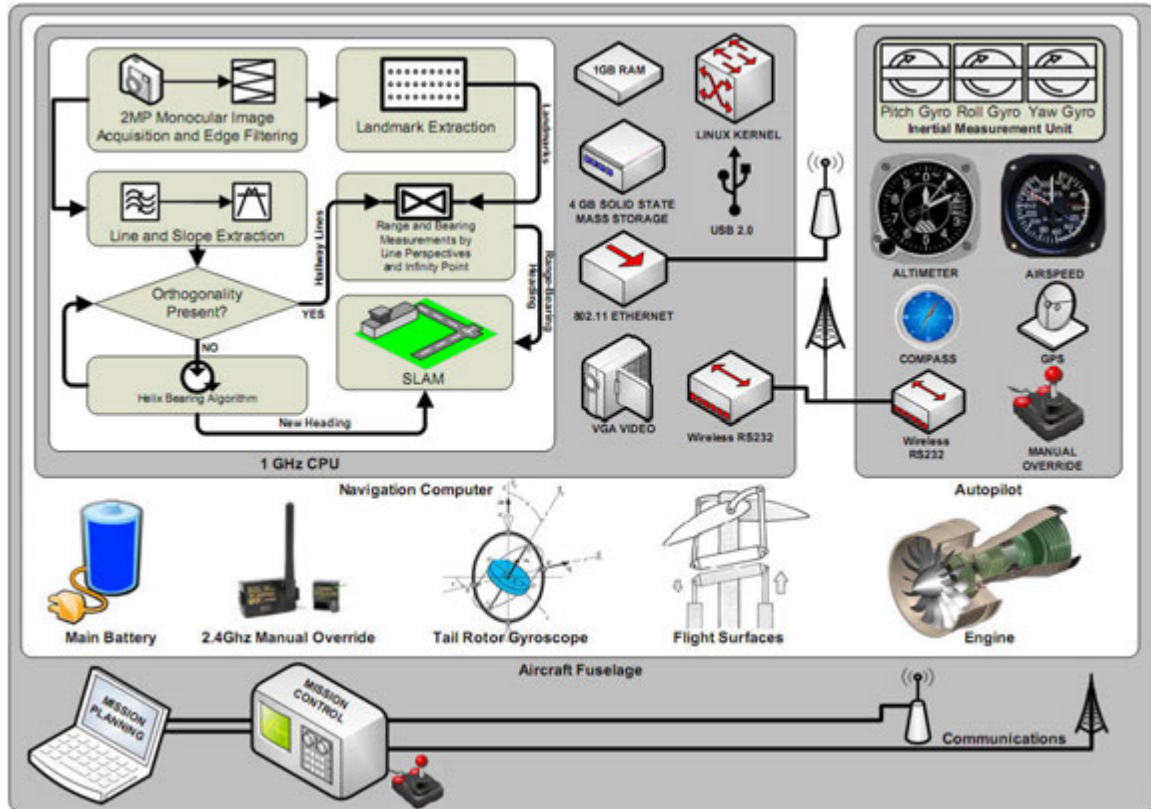 2MP Monocular Image
Acquisition and Edge Filtering
Landmark Extraction
Landmarks
Line and Slope Extraction
Hallway Lines
Range and Bearing
Measurements by
Line Perspectives
and Infinity Point
Range-Bearing
Heading
Orthogonality
Present?
YES
NO
Helix Bearing Algorithm
New Heading
SLAM
1 GHz CPU
1GB RAM
LINUX KERNEL
4 GB SOLID STATE
MASS STORAGE
USB 2.0
802.11 ETHERNET
VGA VIDEO
Wireless RS232
Navigation Computer
Pitch Gyro
Roll Gyro
Yaw Gyro
Inertial Measurement Unit
ALTIMETER
AIRSPEED
COMPASS
GPS
Wireless
RS232
MANUAL
OVERRIDE
Autopilot
Main Battery
2.4Ghz Manual Override
Tail Rotor Gyroscope
Flight Surfaces
Engine
Aircraft Fuselage
MISSION
PLANNING
MISSION
CONTROL
Communications